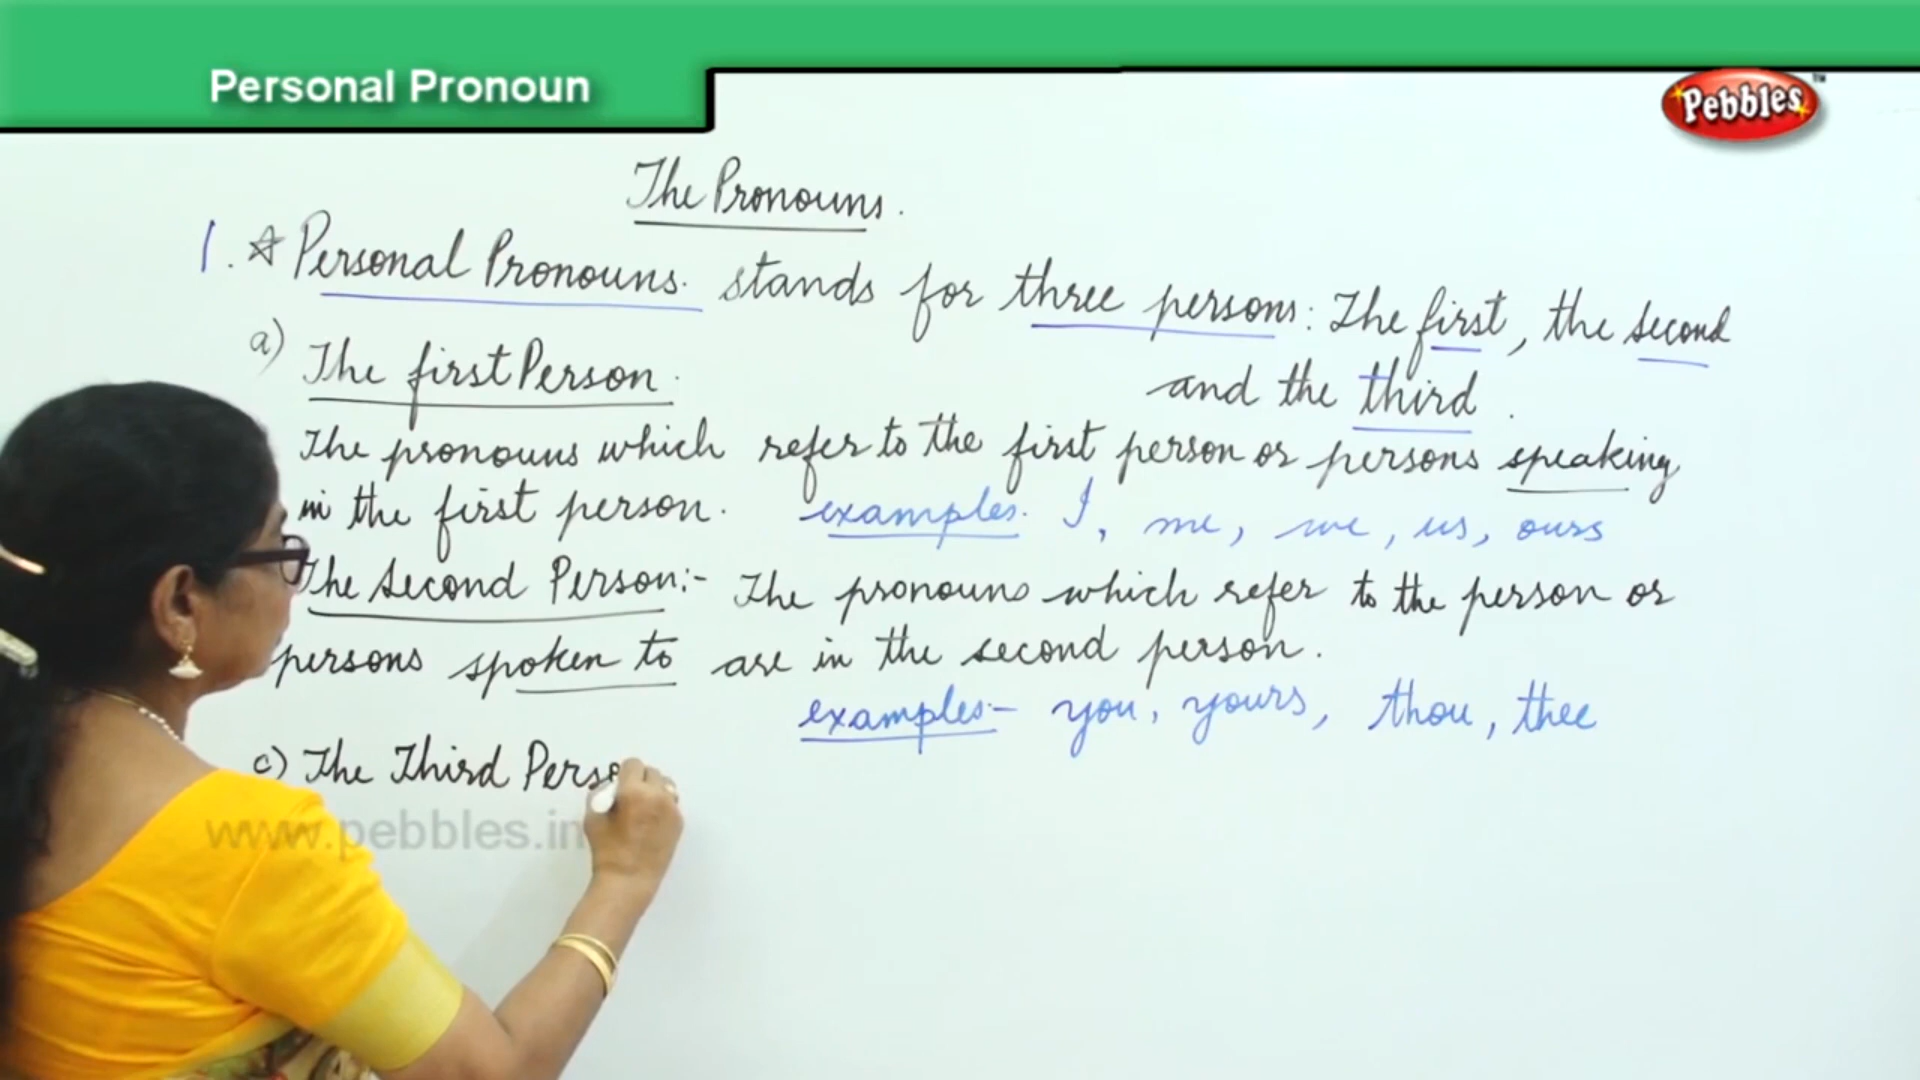 Personal Pronoun
Pebbles™
The Pronouns.
1. ☆ Personal Pronouns. stands for three persons: The first, the second
and the third.
a) The first Person.
The pronouns which refer to the first person or persons speaking
in the first person. examples. I, me, we, us, ours
The Second Person:- The pronouns which refer to the person or
persons spoken to are in the second person.
examples:- you, yours, thou, thee
c) The Third Perso
www.pebbles.in